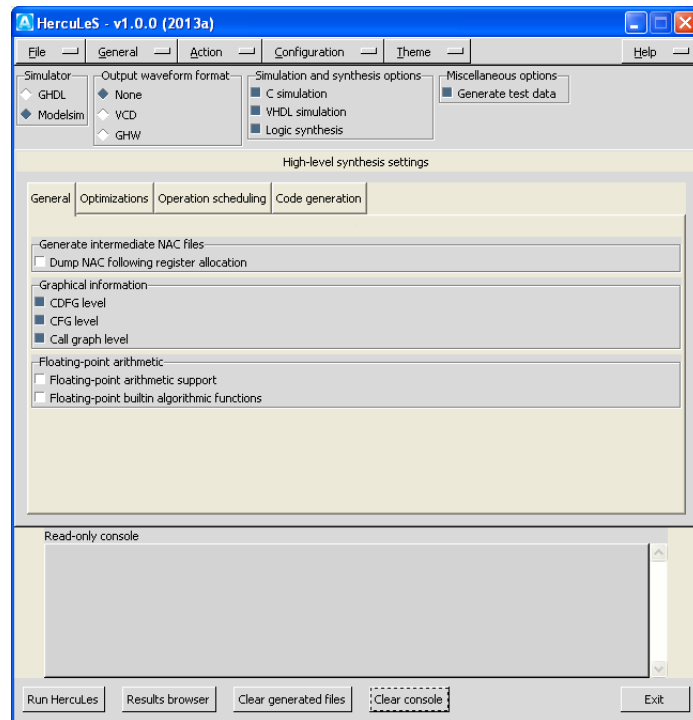 HercuLeS - v1.0.0 (2013a)
File General Action Configuration Theme Help
Simulator
GHDL
Modelsim
Output waveform format
None
VCD
GHW
Simulation and synthesis options
C simulation
VHDL simulation
Logic synthesis
Miscellaneous options
Generate test data
High-level synthesis settings
General Optimizations Operation scheduling Code generation
Generate intermediate NAC files
Dump NAC following register allocation
Graphical information
CDFG level
CFG level
Call graph level
Floating-point arithmetic
Floating-point arithmetic support
Floating-point builtin algorithmic functions
Read-only console
Run HercuLes Results browser Clear generated files Clear console Exit